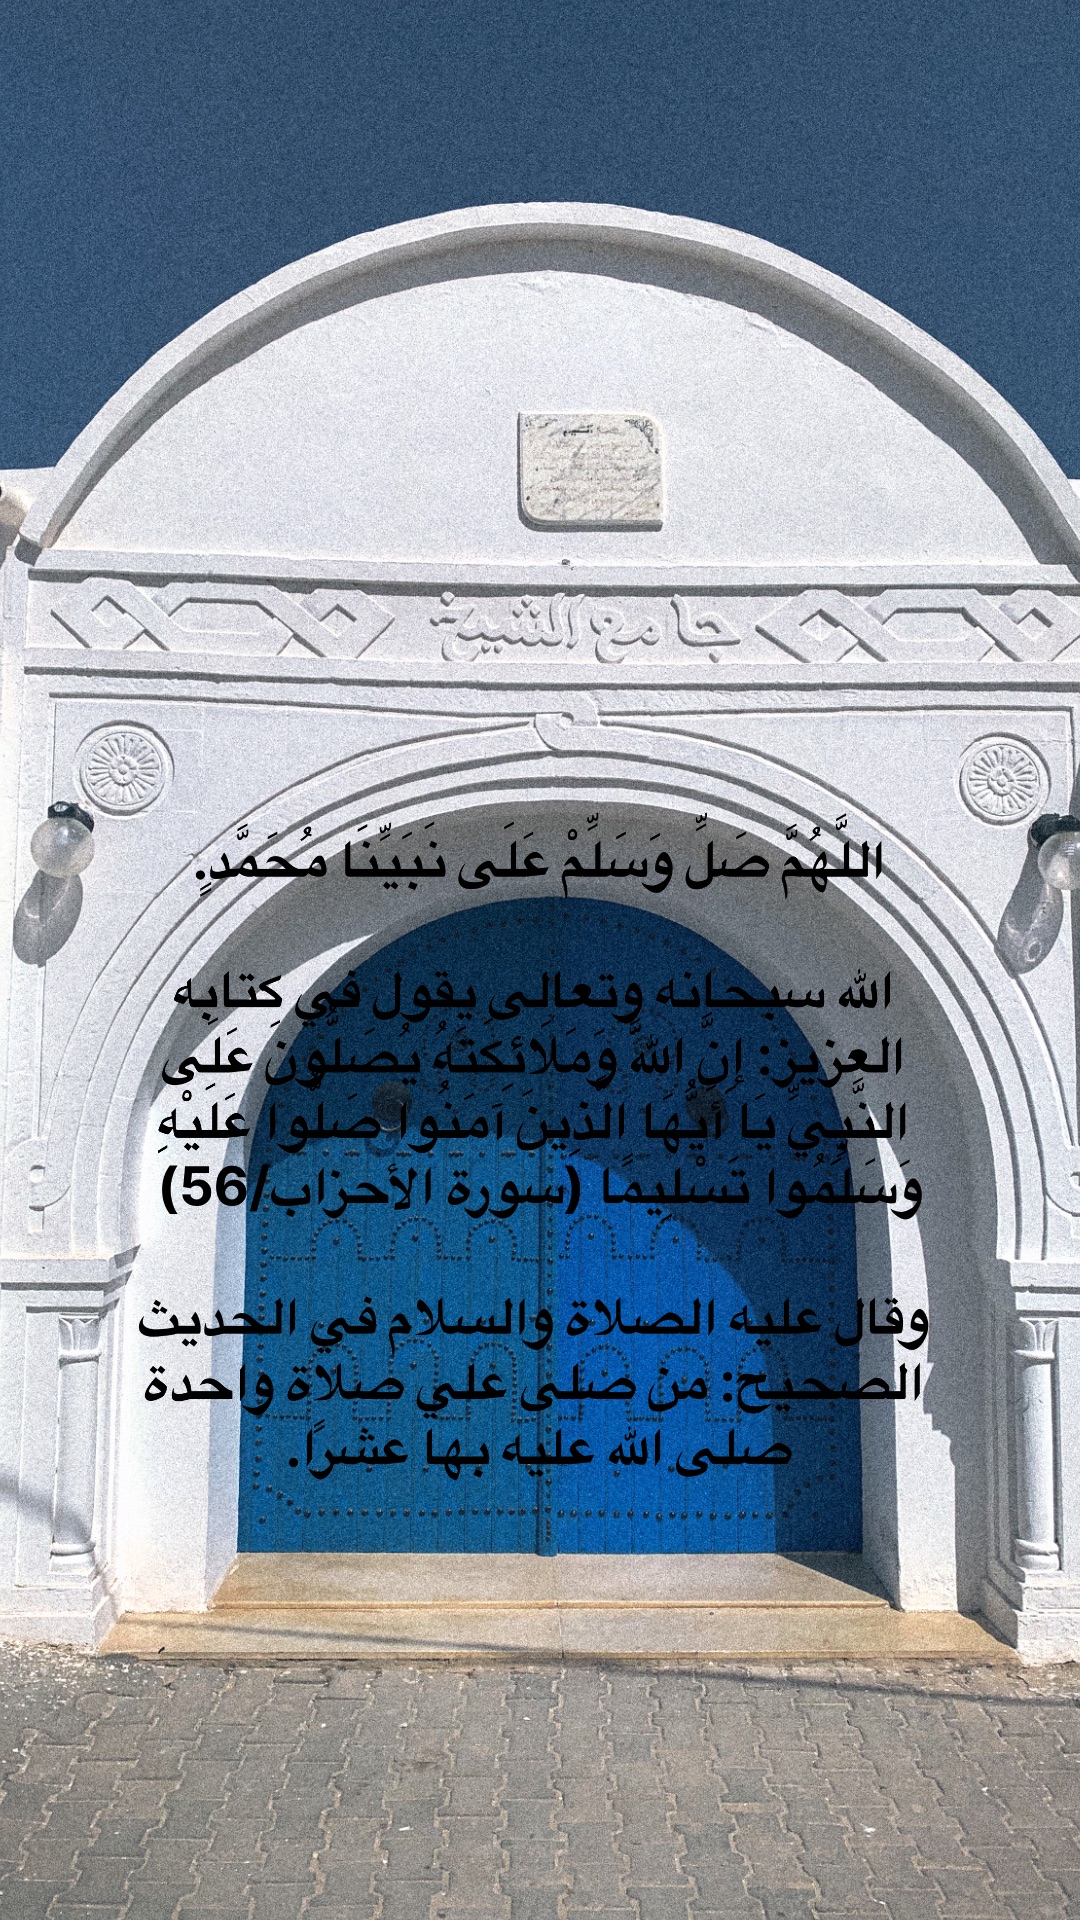 جامع الشيخ
اللَّهُمَّ صَلِّ وَسَلِّمْ عَلَى نَبَيِّنَا مُحَمَّدٍ.
الله سبحانه وتعالى يقول في كتابه
العزيز: إِنَّ اللَّهَ وَمَلَائِكَتَهُ يُصَلُّونَ عَلَى
النَّبِيِّ يَا أَيُّهَا الَّذِينَ آمَنُوا صَلُّوا عَلَيْهِ
وَسَلِّمُوا تَسْلِيمًا (سورة الأحزاب/56)
وقال عليه الصلاة والسلام في الحديث
الصحيح: من صلى علي صلاة واحدة
صلى الله عليه بها عشرًا.